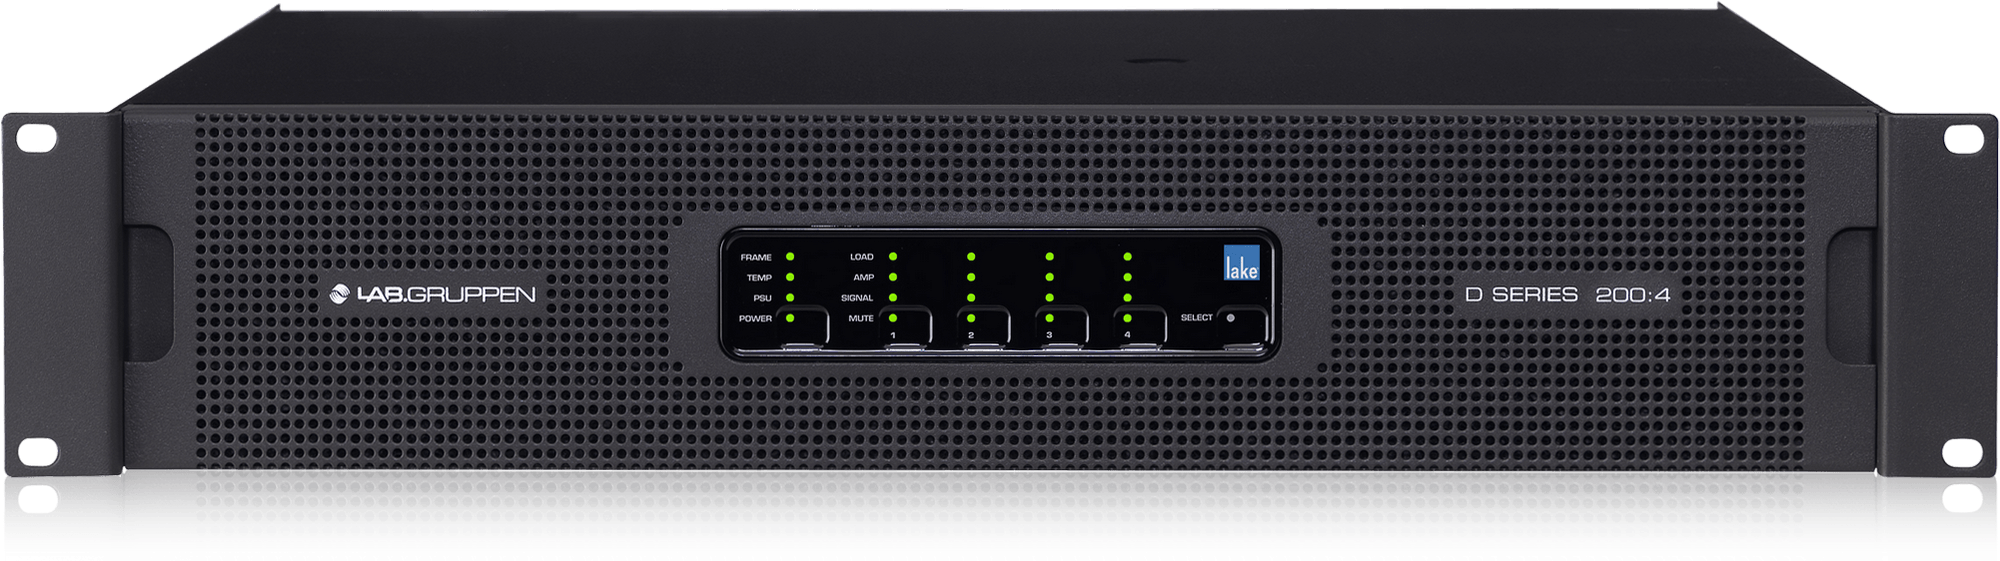 LAB.GRUPPEN
FRAME
TEMP
PSU
POWER
LOAD
AMP
SIGNAL
MUTE
1 2 3 4
SELECT
lake
D SERIES 200:4